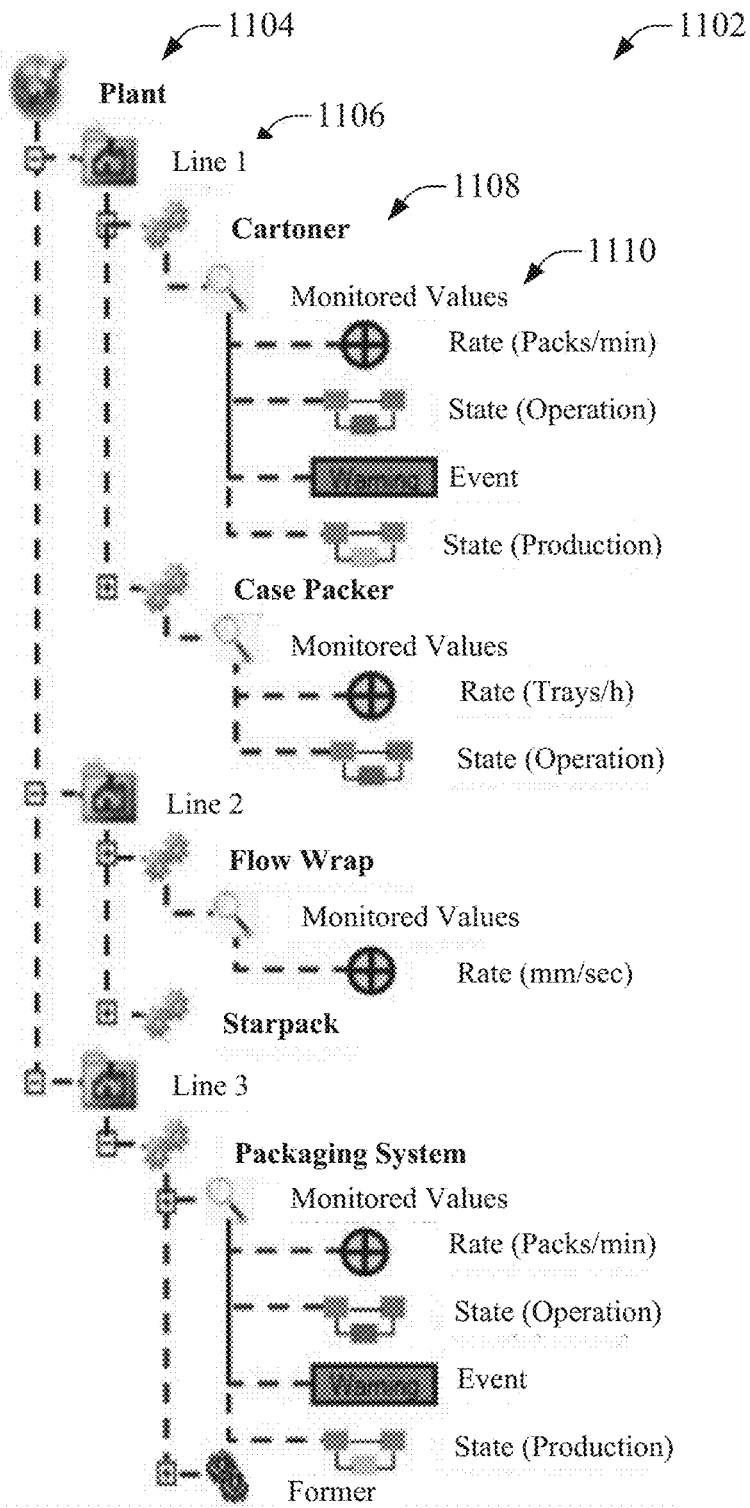 1104
1102
Plant
1106
Line 1
1108
Cartoner
1110
Monitored Values
Rate (Packs/min)
State (Operation)
Warning
Event
State (Production)
Case Packer
Monitored Values
Rate (Trays/h)
State (Operation)
Line 2
Flow Wrap
Monitored Values
Rate (mm/sec)
Starpack
Line 3
Packaging System
Monitored Values
Rate (Packs/min)
State (Operation)
Warning
Event
State (Production)
Former